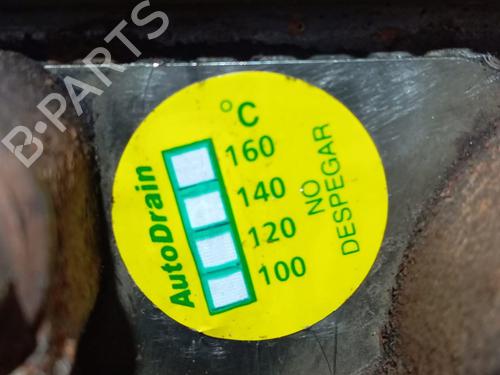 B-PARTS
°C
160
140
120
100
AutoDrain
NO
DESPEGAR